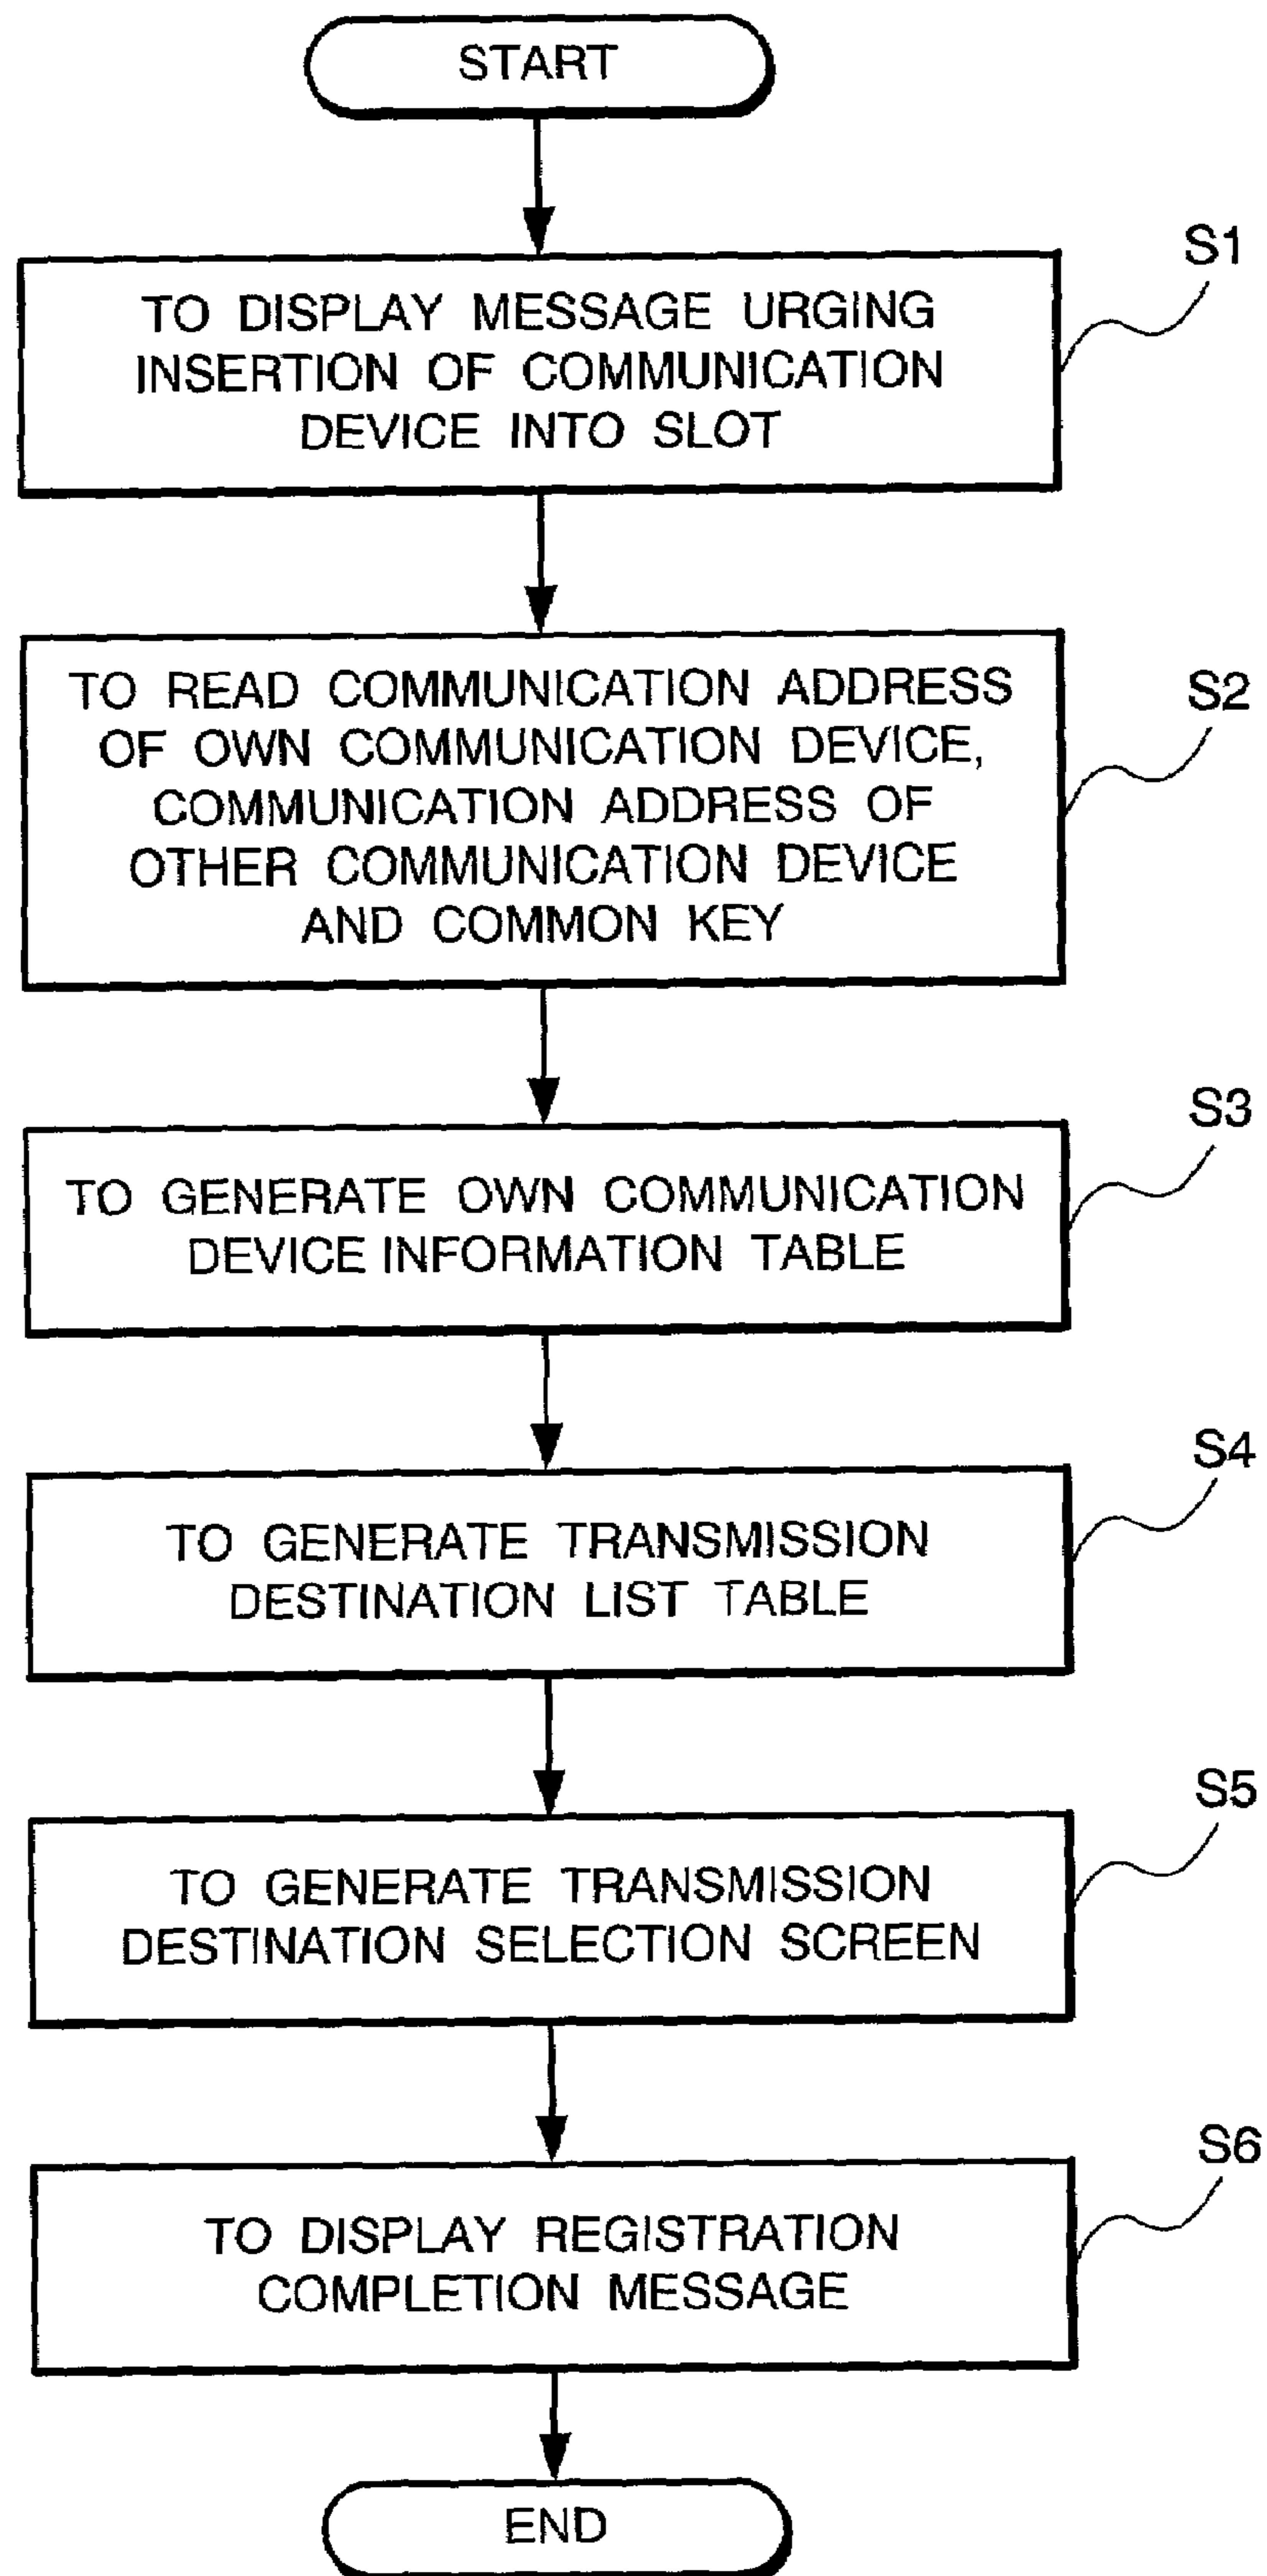 START
S1
TO DISPLAY MESSAGE URGING
INSERTION OF COMMUNICATION
DEVICE INTO SLOT
S2
TO READ COMMUNICATION ADDRESS
OF OWN COMMUNICATION DEVICE,
COMMUNICATION ADDRESS OF
OTHER COMMUNICATION DEVICE
AND COMMON KEY
S3
TO GENERATE OWN COMMUNICATION
DEVICE INFORMATION TABLE
S4
TO GENERATE TRANSMISSION
DESTINATION LIST TABLE
S5
TO GENERATE TRANSMISSION
DESTINATION SELECTION SCREEN
S6
TO DISPLAY REGISTRATION
COMPLETION MESSAGE
END